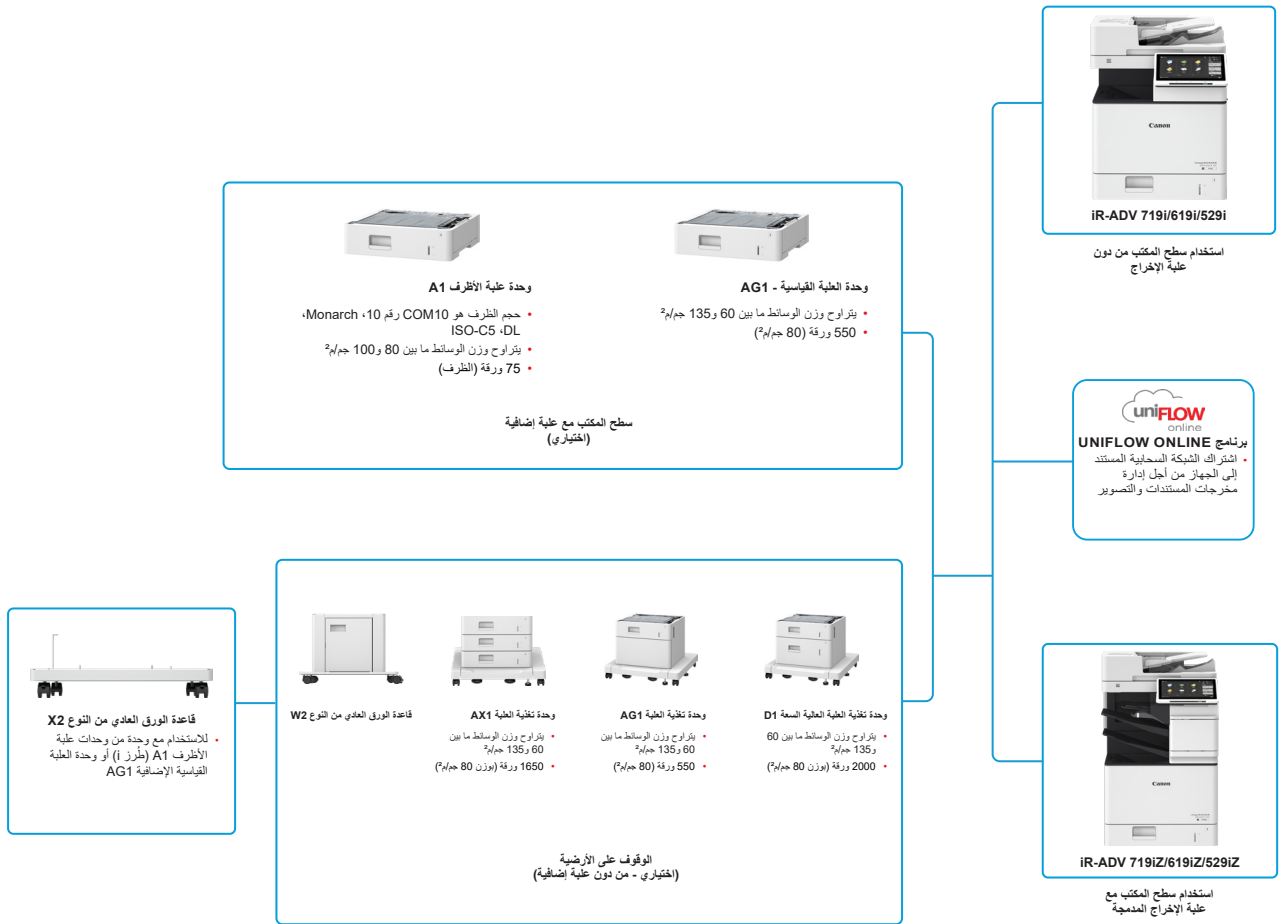 Canon
iR-ADV 719i/619i/529i
استخدام سطح المكتب من دون
علبة الإخراج
وحدة العلبة القياسية - AG1
• يتراوح وزن الوسائط ما بين 60 و135 جم/م²
• 550 ورقة (80 جم/م²)
وحدة علبة الأظرف A1
• حجم الظرف هو COM10 رقم 10، Monarch،
DL، ISO-C5
• يتراوح وزن الوسائط ما بين 80 و100 جم/م²
• 75 ورقة (الظرف)
سطح المكتب مع علبة إضافية
(اختياري)
uniFLOW
online
برنامج UNIFLOW ONLINE
• اشتراك الشبكة السحابية المستند
إلى الجهاز من أجل إدارة
مخرجات المستندات والتصوير
وحدة تغذية العلبة العالية السعة D1
• يتراوح وزن الوسائط ما بين 60
و135 جم/م²
• 2000 ورقة (بوزن 80 جم/م²)
وحدة تغذية العلبة AG1
• يتراوح وزن الوسائط ما بين
60 و135 جم/م²
• 550 ورقة (80 جم/م²)
وحدة تغذية العلبة AX1
• يتراوح وزن الوسائط ما بين
60 و135 جم/م²
• 1650 ورقة (بوزن 80 جم/م²)
قاعدة الورق العادي من النوع W2
الوقوف على الأرضية
(اختياري - من دون علبة إضافية)
قاعدة الورق العادي من النوع X2
• للاستخدام مع وحدة من وحدات علبة
الأظرف A1 (طُرز i) أو وحدة العلبة
القياسية الإضافية AG1
Canon
iR-ADV 719iZ/619iZ/529iZ
استخدام سطح المكتب مع
علبة الإخراج المدمجة